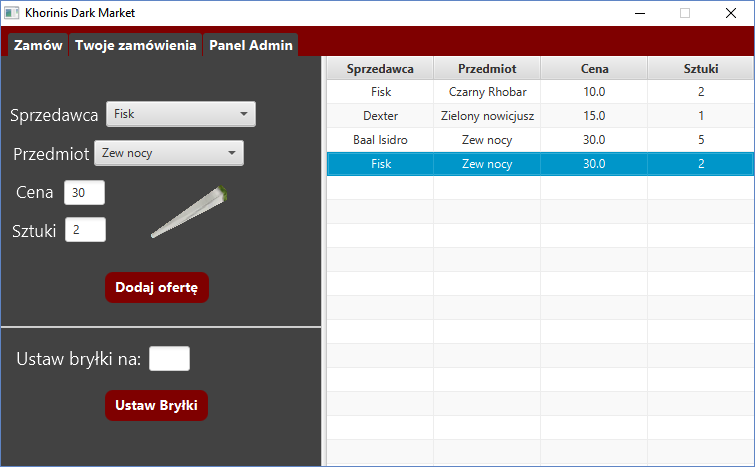 Khorinis Dark Market
Zamów Twoje zamówienia Panel Admin
Sprzedawca Fisk
Przedmiot Zew nocy
Cena 30
Sztuki 2
Dodaj ofertę
Ustaw bryłki na:
Ustaw Bryłki
Sprzedawca Przedmiot Cena Sztuki
Fisk Czarny Rhobar 10.0 2
Dexter Zielony nowicjusz 15.0 1
Baal Isidro Zew nocy 30.0 5
Fisk Zew nocy 30.0 2